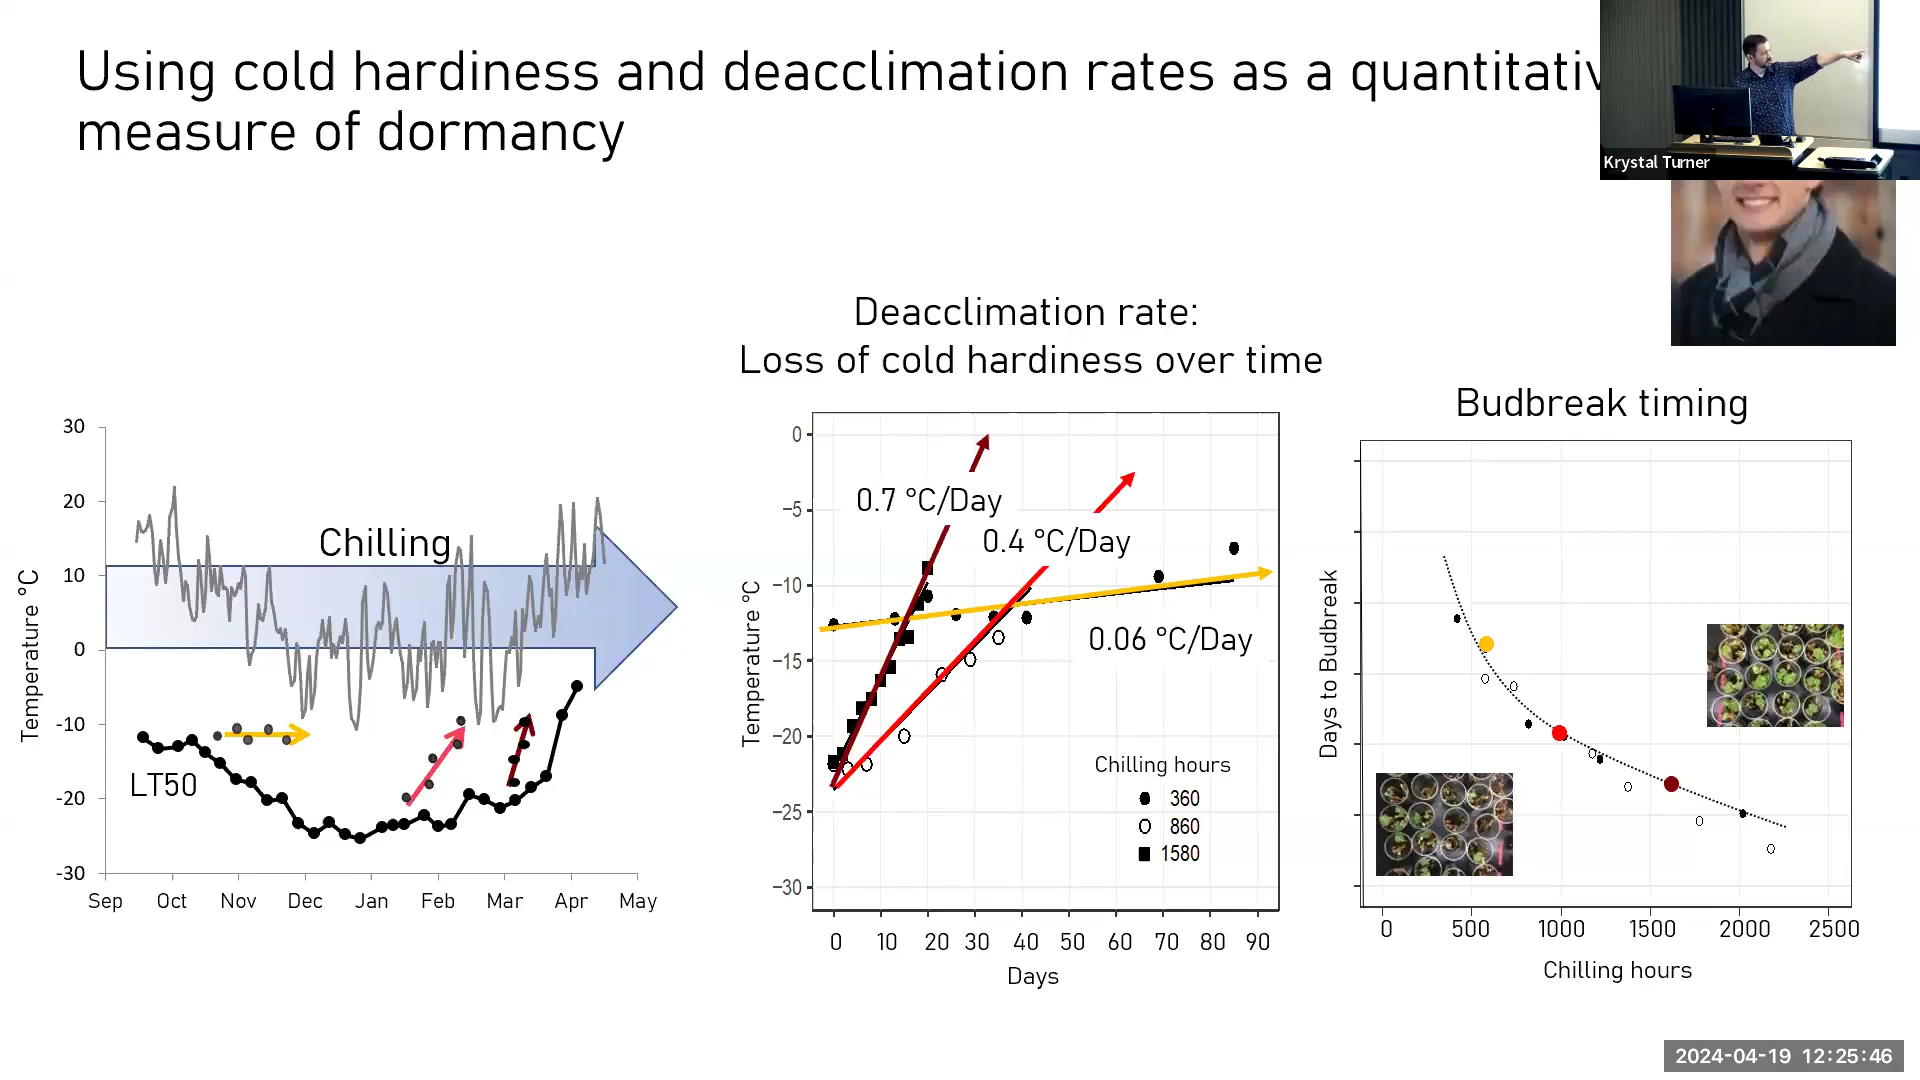 Using cold hardiness and deacclimation rates as a quantitativ
measure of dormancy
Krystal Turner
Deacclimation rate:
Loss of cold hardiness over time
Budbreak timing
30
20
10
0
-10
-20
-30
Temperature °C
Chilling
LT50
Sep Oct Nov Dec Jan Feb Mar Apr May
0
−5
−10
−15
−20
−25
−30
Temperature °C
0.7 °C/Day
0.4 °C/Day
0.06 °C/Day
Chilling hours
360
860
1580
0 10 20 30 40 50 60 70 80 90
Days
Days to Budbreak
0 500 1000 1500 2000 2500
Chilling hours
2024-04-19 12:25:46